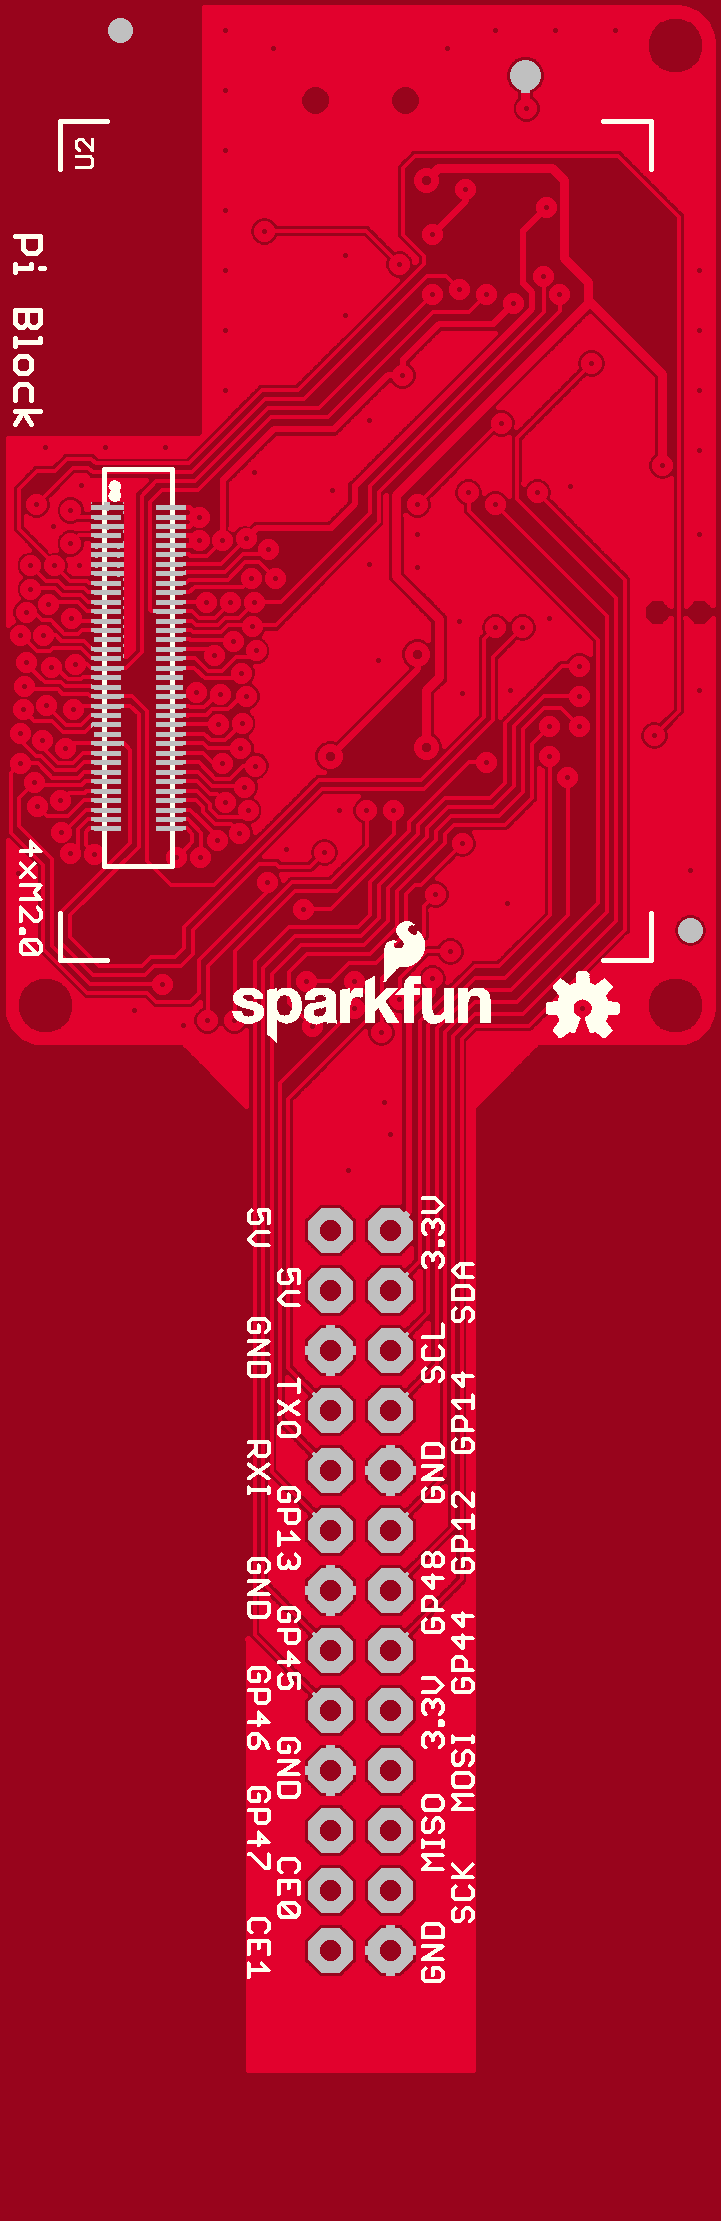 U2
Pi Block
4xM2.0
sparkfun
5V
5V
GND
TXO
RXI
GP13
GND
GP45
GP46
GND
GP47
CE0
CE1
3.3V
SDA
SCL
GP14
GND
GP12
GP48
GP44
3.3V
MOSI
MISO
SCK
GND